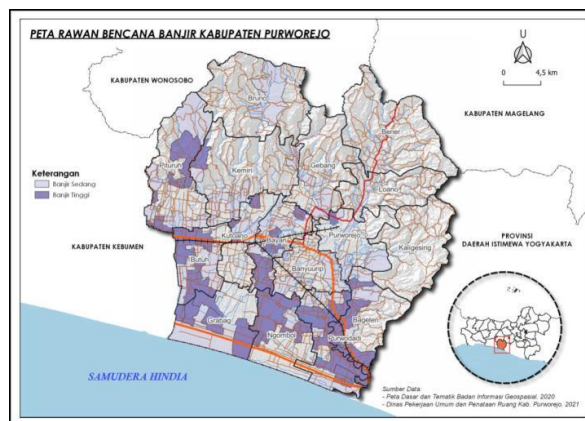 PETA RAWAN BENCANA BANJIR KABUPATEN PURWOREJO
U
0 4,5 km
KABUPATEN WONOSOBO
KABUPATEN MAGELANG
Bruno
Bener
Pituruh
Gebang
Kemiri
Loano
Keterangan
Banjir Sedang
Banjir Tinggi
Kutoarjo
Bayan
Purworejo
PROVINSI
DAERAH ISTIMEWA YOGYAKARTA
KABUPATEN KEBUMEN
Kaligesing
Butuh
Banyuurip
Grabag
Ngombol
Bagelen
Purwodadi
SAMUDERA HINDIA
Sumber Data:
- Peta Dasar dan Tematik Badan Informasi Geospasial, 2020
- Dinas Pekerjaan Umum dan Penataan Ruang Kab. Purworejo, 2021